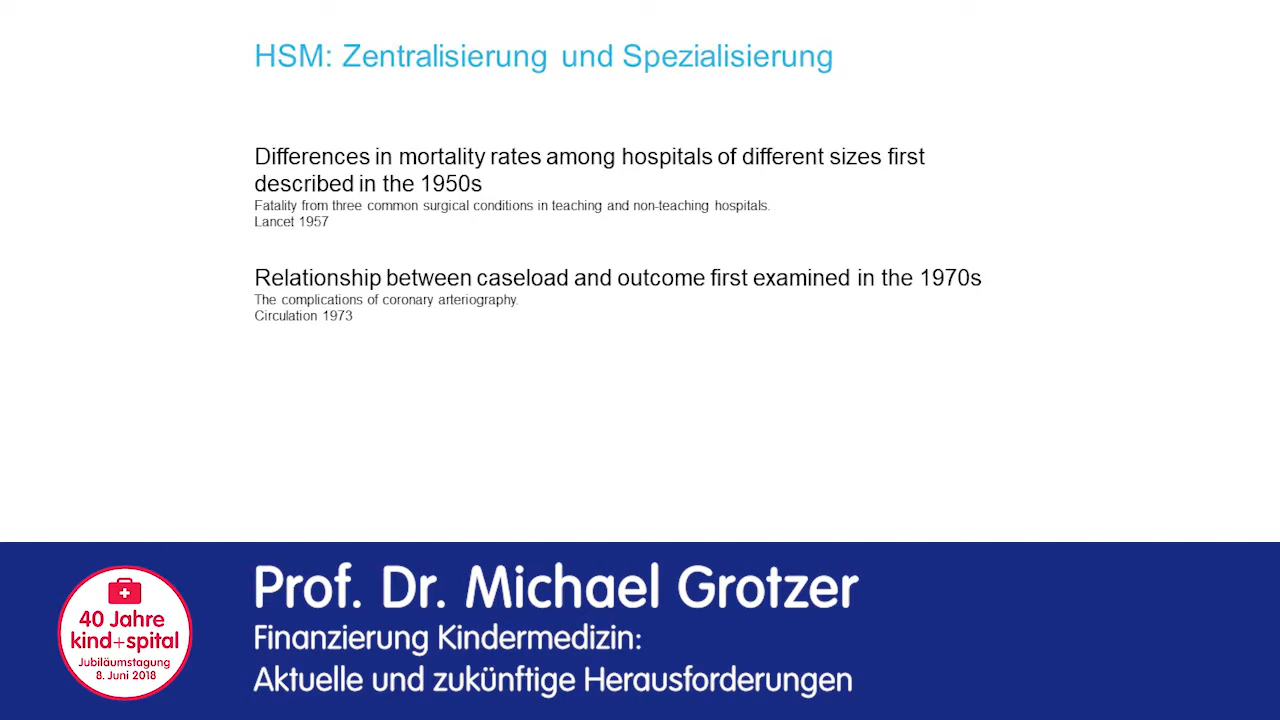 HSM: Zentralisierung und Spezialisierung
Differences in mortality rates among hospitals of different sizes first
described in the 1950s
Fatality from three common surgical conditions in teaching and non-teaching hospitals.
Lancet 1957
Relationship between caseload and outcome first examined in the 1970s
The complications of coronary arteriography.
Circulation 1973
40 Jahre
kind+spital
Jubiläumstagung
8. Juni 2018
Prof. Dr. Michael Grotzer
Finanzierung Kindermedizin:
Aktuelle und zukünftige Herausforderungen